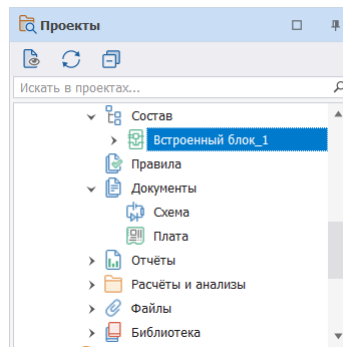 Проекты
Искать в проектах...
Состав
Встроенный блок_1
Правила
Документы
Схема
Плата
Отчёты
Расчёты и анализы
Файлы
Библиотека